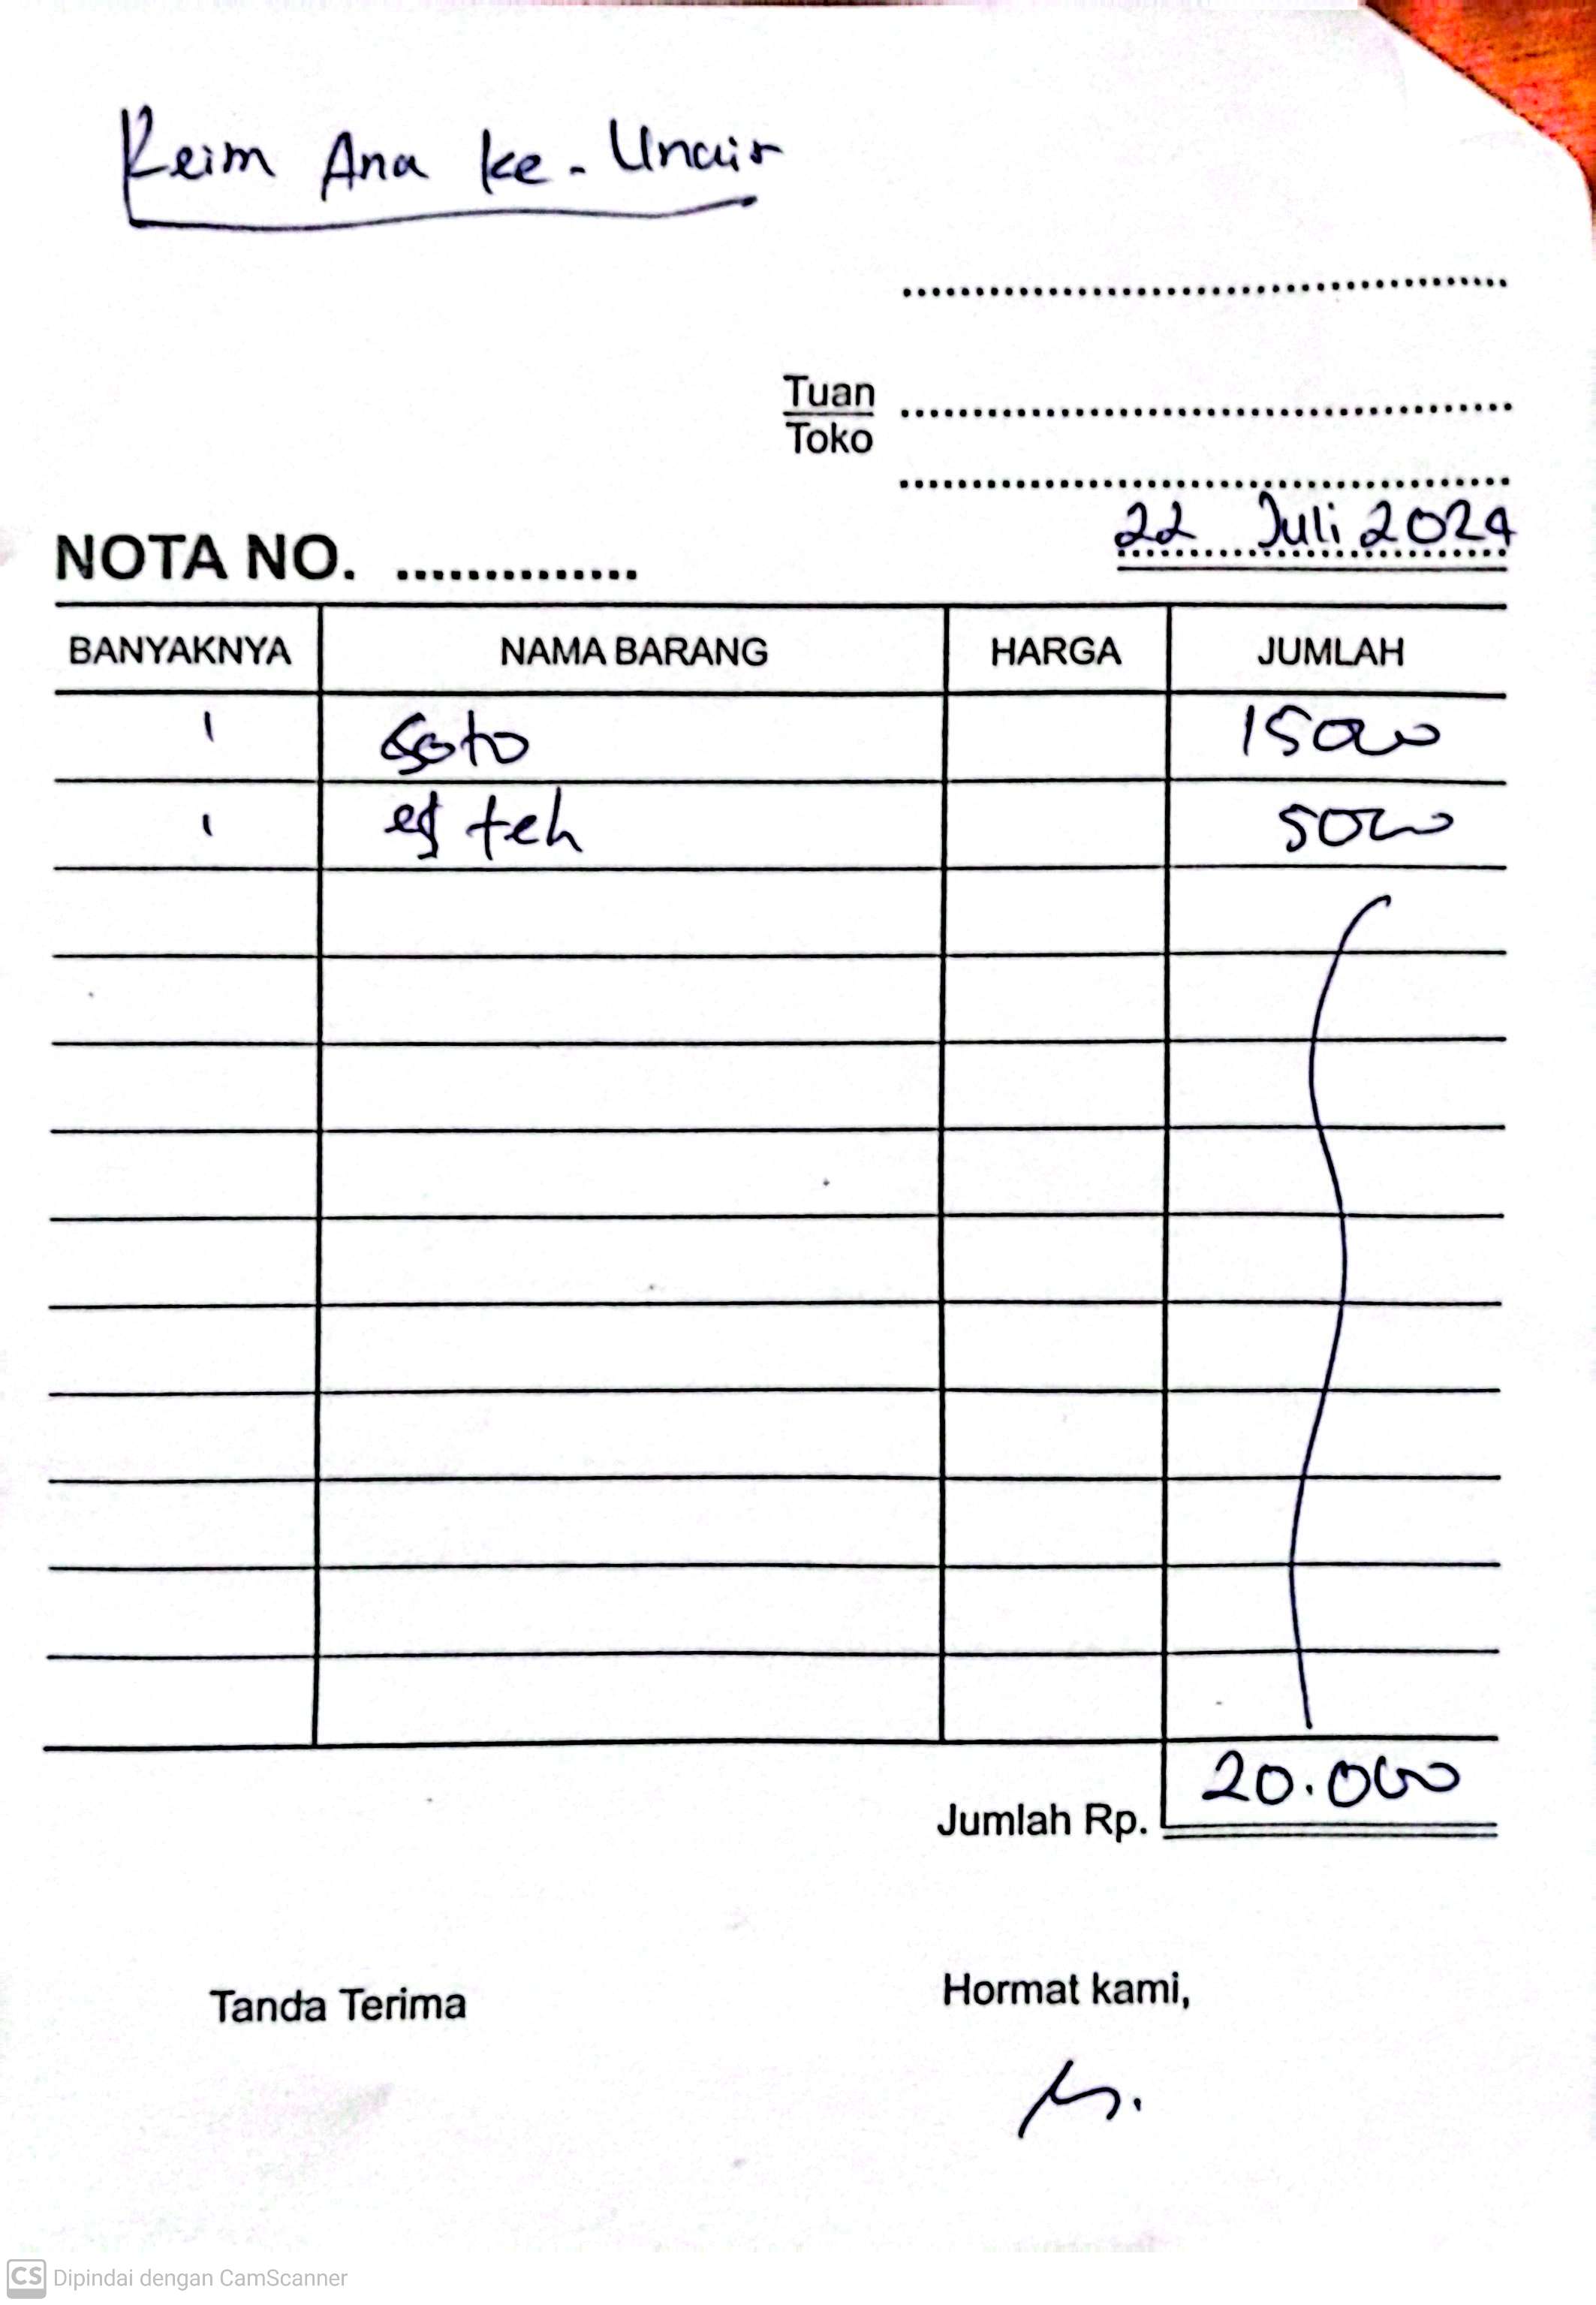 Reim Ana ke - Unair
Tuan
Toko
22 Juli 2024
NOTA NO. ..............
BANYAKNYA NAMA BARANG HARGA JUMLAH
1 Soto 15000
1 es teh 5000
20.000
Jumlah Rp.
Tanda Terima Hormat kami,
CS Dipindai dengan CamScanner